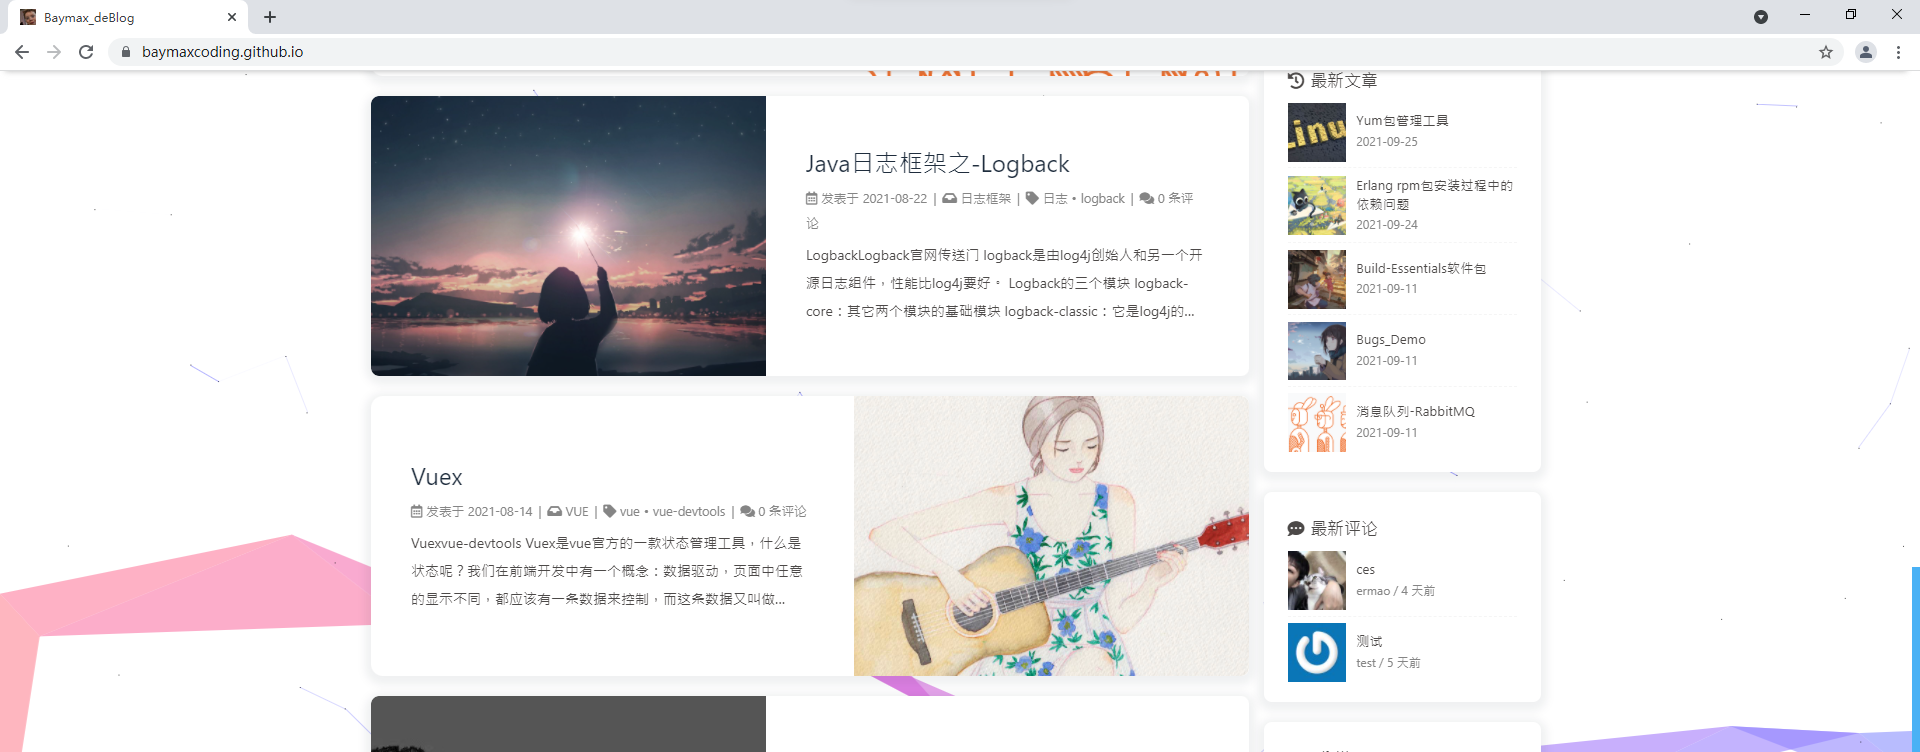 Baymax_deBlog
baymaxcoding.github.io
Java日志框架之-Logback
发表于 2021-08-22 | 日志框架 | 日志 • logback | 0 条评
论
LogbackLogback官网传送门 logback是由log4j创始人和另一个开
源日志组件，性能比log4j要好。 Logback的三个模块 logback-
core：其它两个模块的基础模块 logback-classic：它是log4j的...
Vuex
发表于 2021-08-14 | VUE | vue • vue-devtools | 0 条评论
Vuexvue-devtools Vuex是vue官方的一款状态管理工具，什么是
状态呢？我们在前端开发中有一个概念：数据驱动，页面中任意
的显示不同，都应该有一条数据来控制，而这条数据又叫做...
最新文章
Linu
Yum包管理工具
2021-09-25
Erlang rpm包安装过程中的
依赖问题
2021-09-24
Build-Essentials软件包
2021-09-11
Bugs_Demo
2021-09-11
消息队列-RabbitMQ
2021-09-11
最新评论
ces
ermao / 4 天前
测试
test / 5 天前